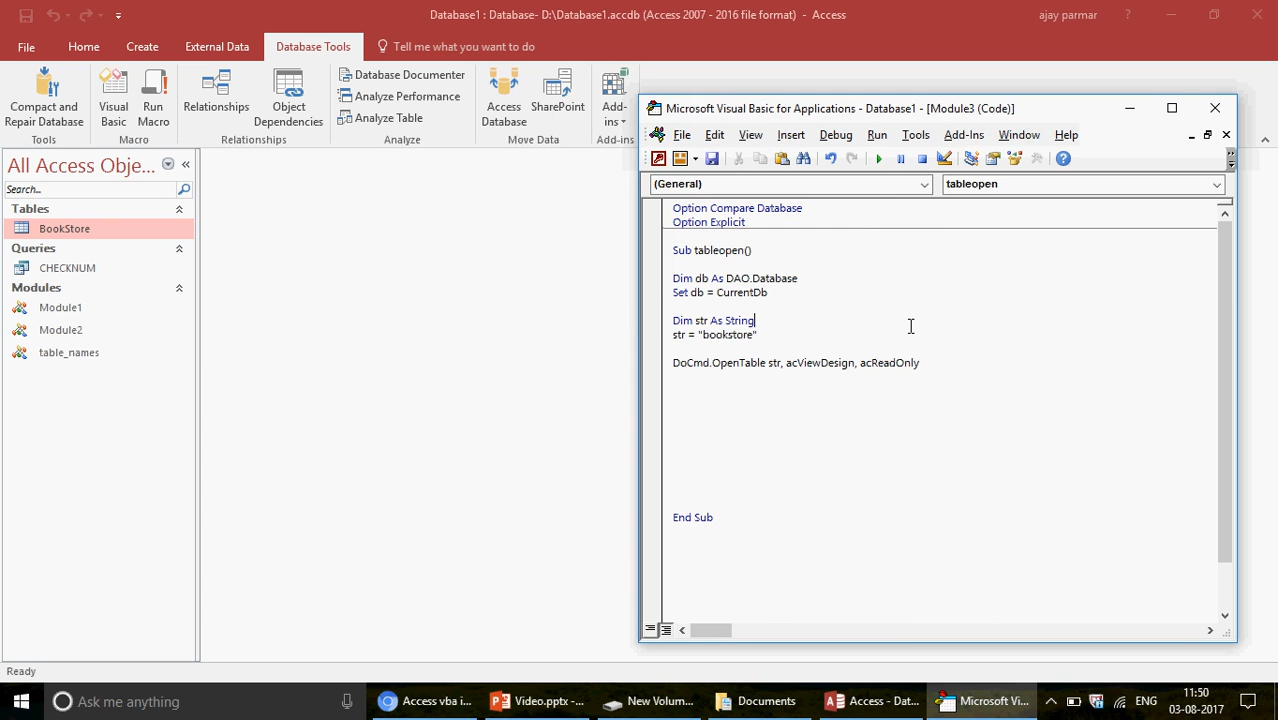 Database1 : Database- D:\Database1.accdb (Access 2007 - 2016 file format) - Access
ajay parmar
?
File
Home
Create
External Data
Database Tools
Tell me what you want to do
Compact and
Repair Database
Visual
Basic
Run
Macro
Relationships
Object
Dependencies
Database Documenter
Analyze Performance
Analyze Table
Access
Database
SharePoint
Add-
ins
Tools
Macro
Relationships
Analyze
Move Data
Add-ins
All Access Obje...
Search...
Tables
BookStore
Queries
CHECKNUM
Modules
Module1
Module2
table_names
Microsoft Visual Basic for Applications - Database1 - [Module3 (Code)]
File Edit View Insert Debug Run Tools Add-Ins Window Help
(General)
tableopen
Option Compare Database
Option Explicit
Sub tableopen()
Dim db As DAO.Database
Set db = CurrentDb
Dim str As String
str = "bookstore"
DoCmd.OpenTable str, acViewDesign, acReadOnly
End Sub
Ready
Ask me anything
Access vba i...
Video.pptx -...
New Volum...
Documents
Access - Dat...
Microsoft Vi...
ENG
11:50
03-08-2017